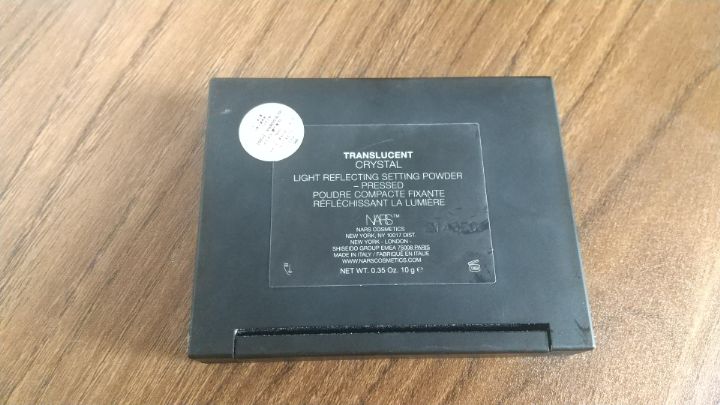 TRANSLUCENT
CRYSTAL
LIGHT REFLECTING SETTING POWDER
– PRESSED
POUDRE COMPACTE FIXANTE
RÉFLÉCHISSANT LA LUMIÈRE
NARS™
NARS COSMETICS
NEW YORK, NY 10017 DIST.
NEW YORK - LONDON -
SHISEIDO GROUP EMEA 75008 PARIS
MADE IN ITALY / FABRIQUÉ EN ITALIE
WWW.NARSCOSMETICS.COM
NET WT. 0.35 Oz. 10 g ℮